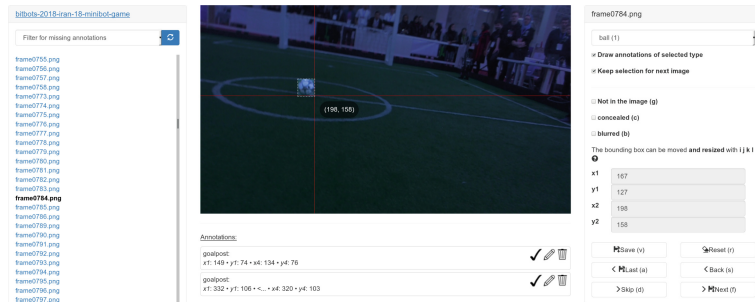 bitbots-2018-iran-18-minibot-game
Filter for missing annotations
frame0755.png
frame0756.png
frame0757.png
frame0758.png
frame0773.png
frame0774.png
frame0775.png
frame0776.png
frame0777.png
frame0778.png
frame0779.png
frame0780.png
frame0781.png
frame0782.png
frame0783.png
frame0784.png
frame0785.png
frame0786.png
frame0789.png
frame0790.png
frame0791.png
frame0792.png
frame0793.png
frame0794.png
frame0795.png
frame0796.png
frame0797.png
(198, 158)
Annotations:
goalpost:
x1: 149 • y1: 74 • x4: 134 • y4: 76
goalpost:
x1: 332 • y1: 106 • <... • x4: 320 • y4: 103
frame0784.png
ball (1)
Draw annotations of selected type
Keep selection for next image
Not in the image (g)
concealed (c)
blurred (b)
The bounding box can be moved and resized with i j k l
x1 167
y1 127
x2 198
y2 158
Save (v) Reset (r)
Last (a) Back (s)
Skip (d) Next (f)